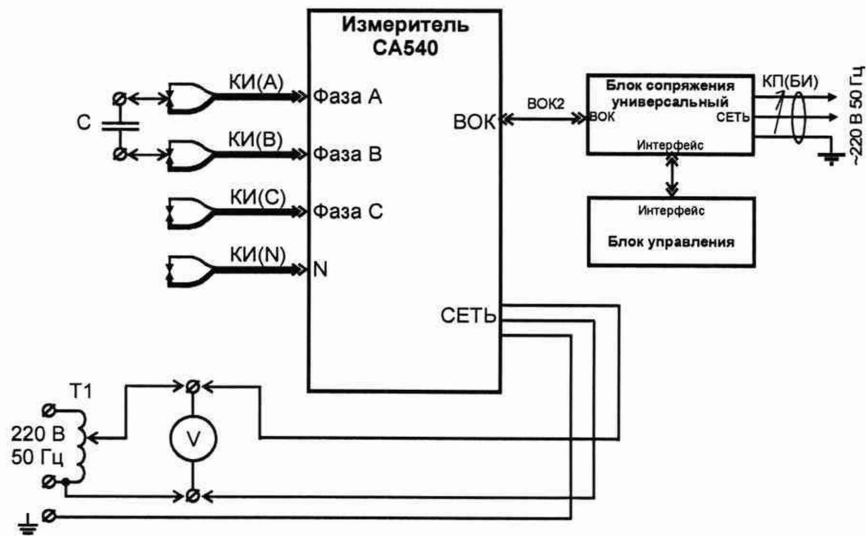 Измеритель
СА540
КИ(А)
Фаза А
С
КИ(В)
Фаза В
КИ(С)
Фаза С
КИ(N)
N
ВОК
СЕТЬ
ВОК2
Блок сопряжения
универсальный
ВОК
СЕТЬ
Интерфейс
КП(БИ)
~220 В 50 Гц
Интерфейс
Блок управления
Т1
220 В
50 Гц
V